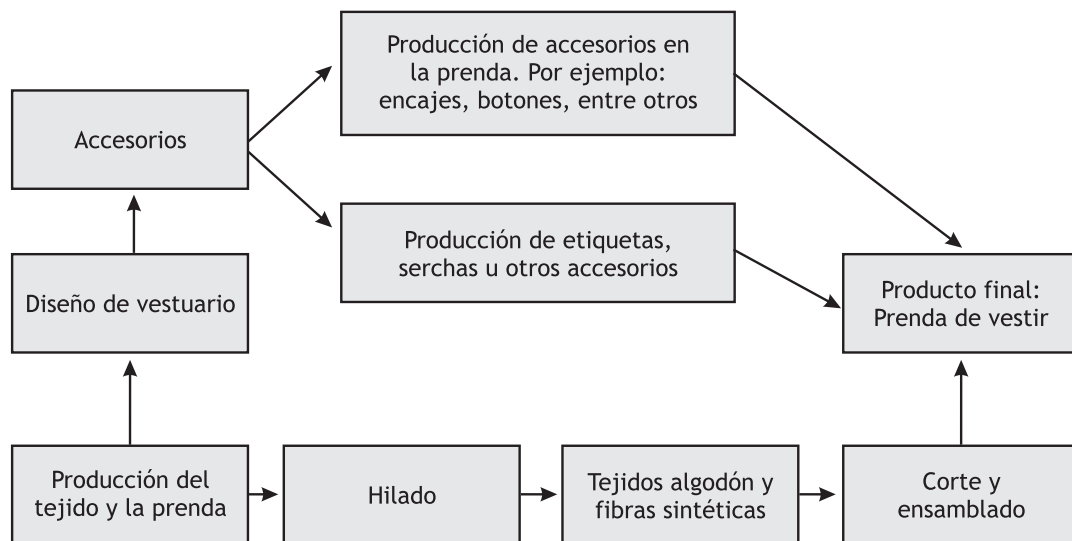 Producción de accesorios en
la prenda. Por ejemplo:
encajes, botones, entre otros
Accesorios
Producción de etiquetas,
serchas u otros accesorios
Diseño de vestuario
Producto final:
Prenda de vestir
Producción del
tejido y la prenda
Hilado
Tejidos algodón y
fibras sintéticas
Corte y
ensamblado